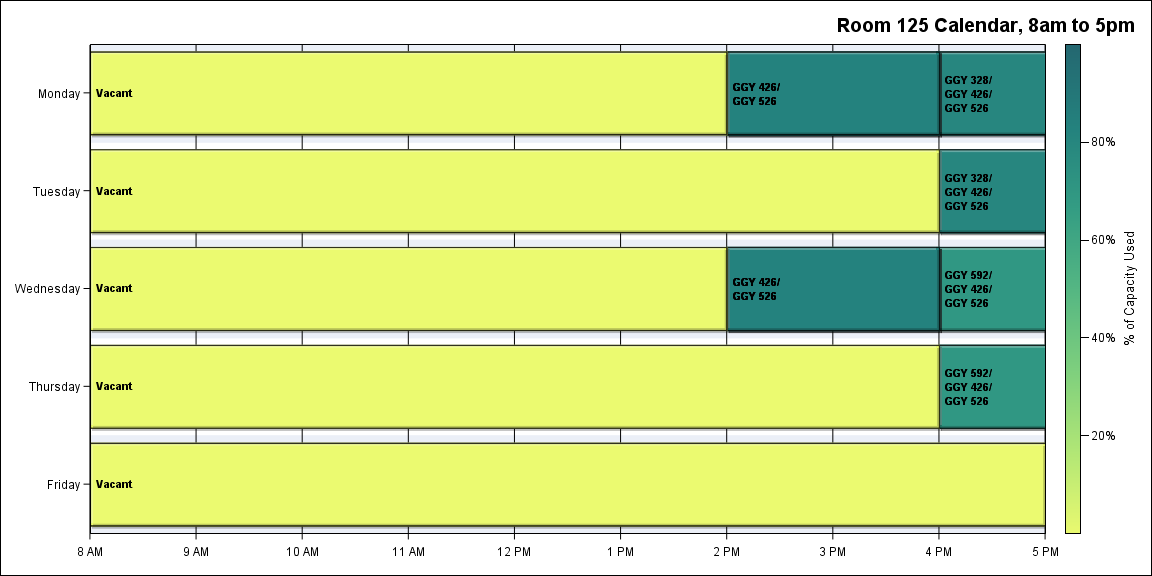 Room 125 Calendar, 8am to 5pm
Monday
Vacant
GGY 426/
GGY 526
GGY 328/
GGY 426/
GGY 526
Tuesday
Vacant
GGY 328/
GGY 426/
GGY 526
Wednesday
Vacant
GGY 426/
GGY 526
GGY 592/
GGY 426/
GGY 526
Thursday
Vacant
GGY 592/
GGY 426/
GGY 526
Friday
Vacant
8 AM
9 AM
10 AM
11 AM
12 PM
1 PM
2 PM
3 PM
4 PM
5 PM
80%
60%
40%
20%
% of Capacity Used